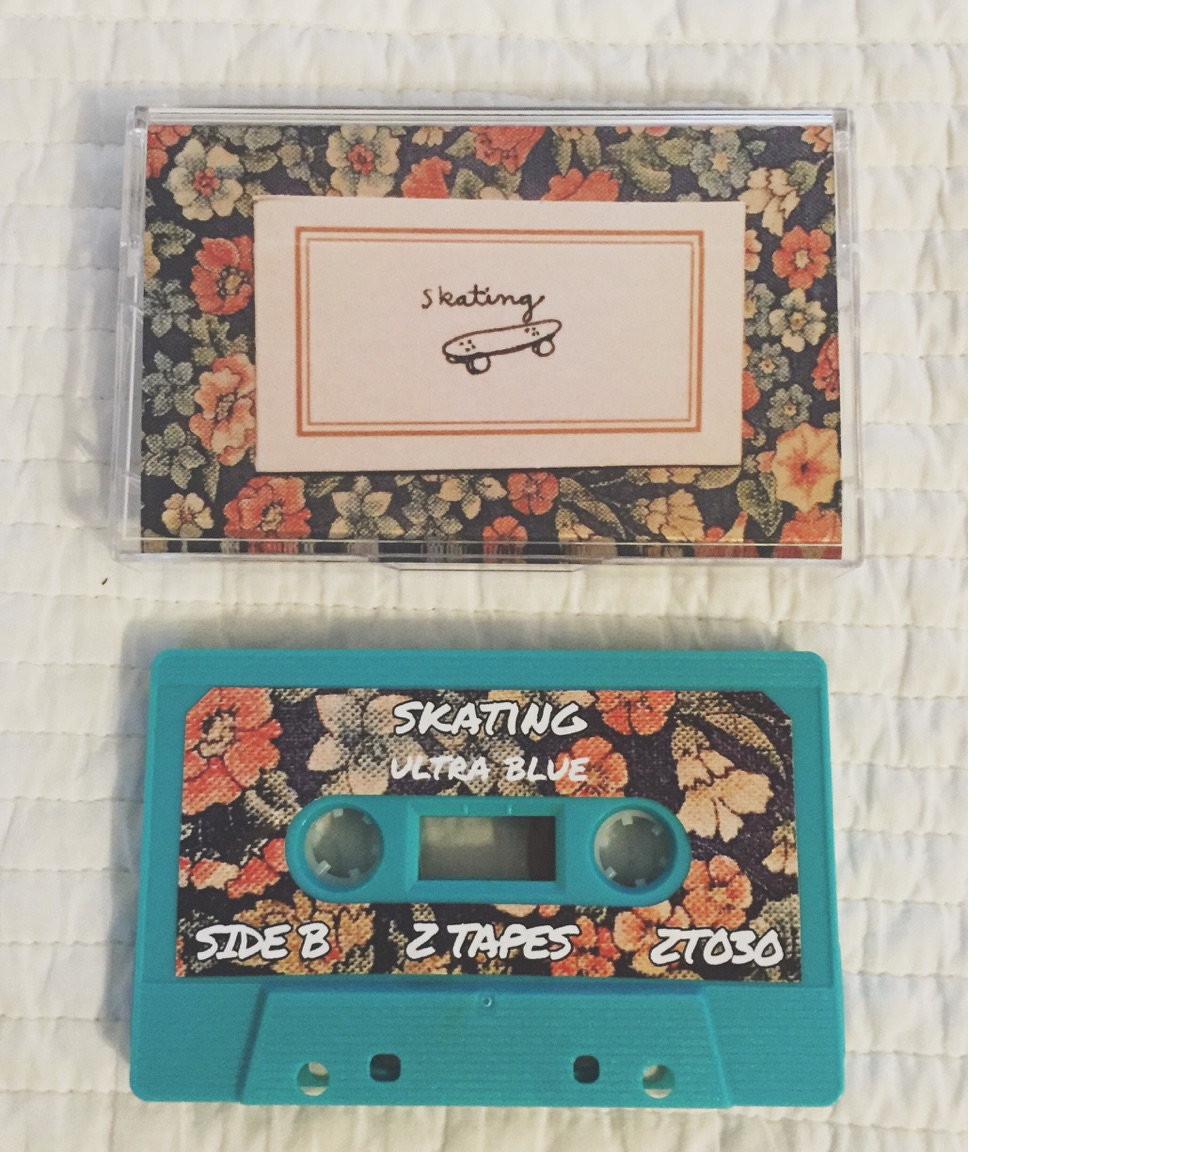 skating
SKATING
ULTRA BLUE
SIDE B Z TAPES ZT030